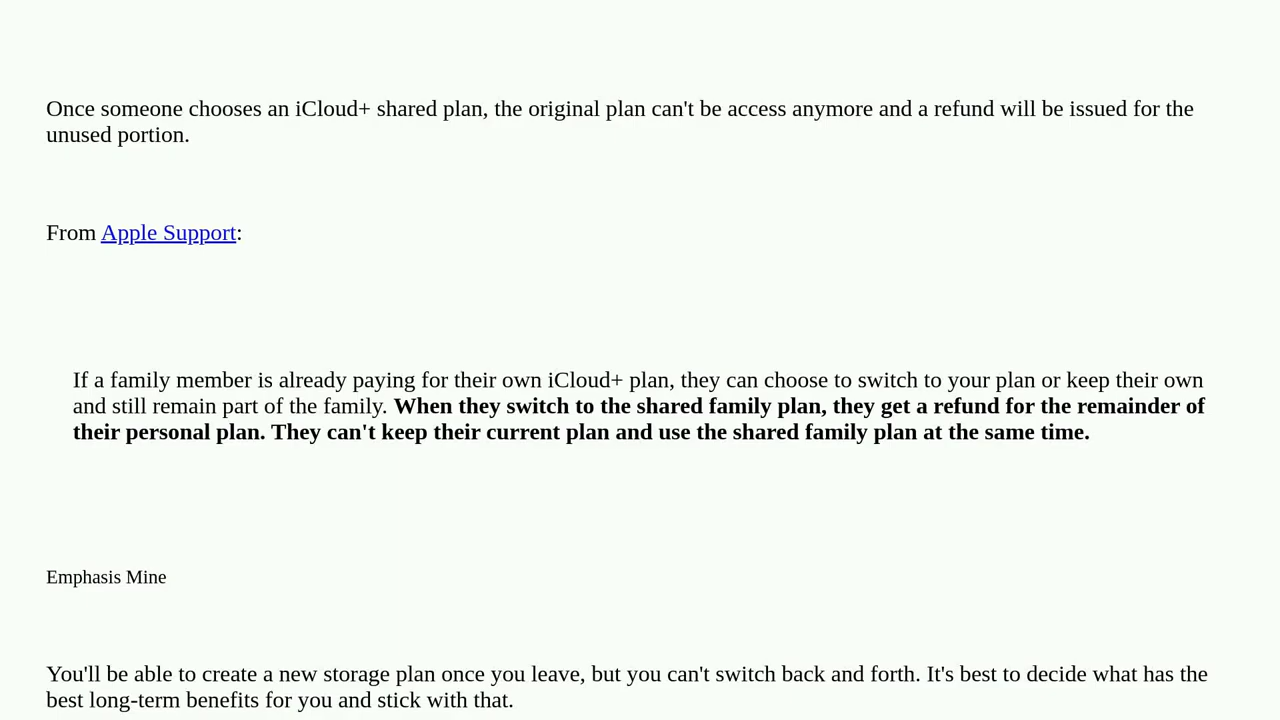 Once someone chooses an iCloud+ shared plan, the original plan can't be access anymore and a refund will be issued for the
unused portion.
From Apple Support:
If a family member is already paying for their own iCloud+ plan, they can choose to switch to your plan or keep their own
and still remain part of the family. When they switch to the shared family plan, they get a refund for the remainder of
their personal plan. They can't keep their current plan and use the shared family plan at the same time.
Emphasis Mine
You'll be able to create a new storage plan once you leave, but you can't switch back and forth. It's best to decide what has the
best long-term benefits for you and stick with that.